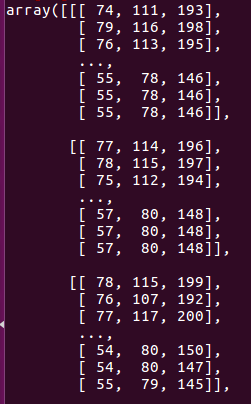 array([[[ 74, 111, 193],
        [ 79, 116, 198],
        [ 76, 113, 195],
        ...,
        [ 55,  78, 146],
        [ 55,  78, 146],
        [ 55,  78, 146]],

       [[ 77, 114, 196],
        [ 78, 115, 197],
        [ 75, 112, 194],
        ...,
        [ 57,  80, 148],
        [ 57,  80, 148],
        [ 57,  80, 148]],

       [[ 78, 115, 199],
        [ 76, 107, 192],
        [ 77, 117, 200],
        ...,
        [ 54,  80, 150],
        [ 54,  80, 147],
        [ 55,  79, 145]],